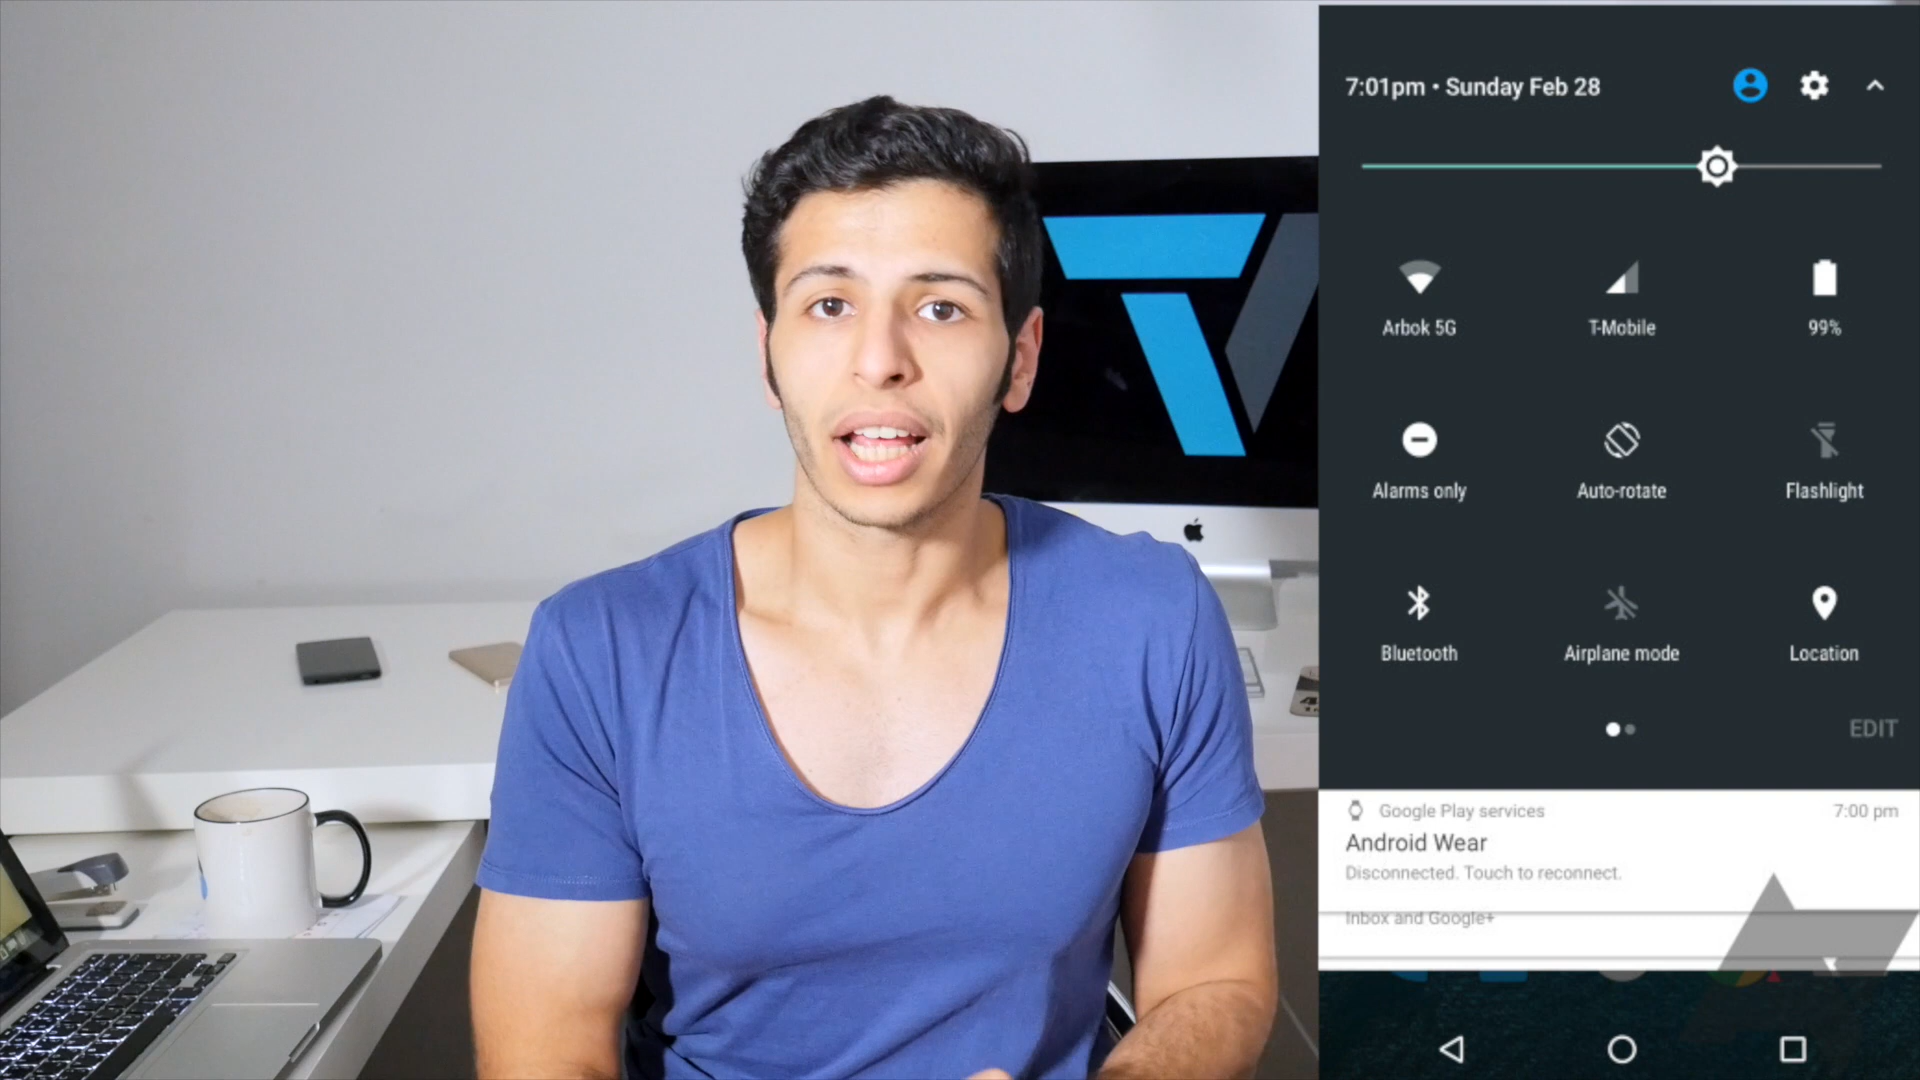 7:01pm • Sunday Feb 28
Arbok 5G
T-Mobile
99%
Alarms only
Auto-rotate
Flashlight
Bluetooth
Airplane mode
Location
EDIT
Google Play services
7:00 pm
Android Wear
Disconnected. Touch to reconnect.
Inbox and Google+